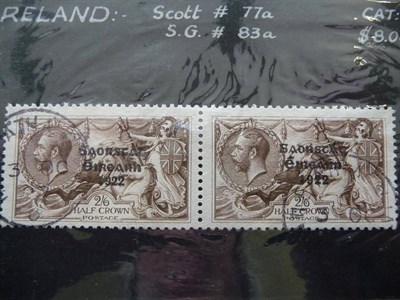 RELAND:- Scott # 77a CAT:
S.G. # 83a $8.0
Saorstát
Éireann
1922
2/6
HALF CROWN
POSTAGE
Saorstát
Éireann
1922
2/6
HALF CROWN
POSTAGE